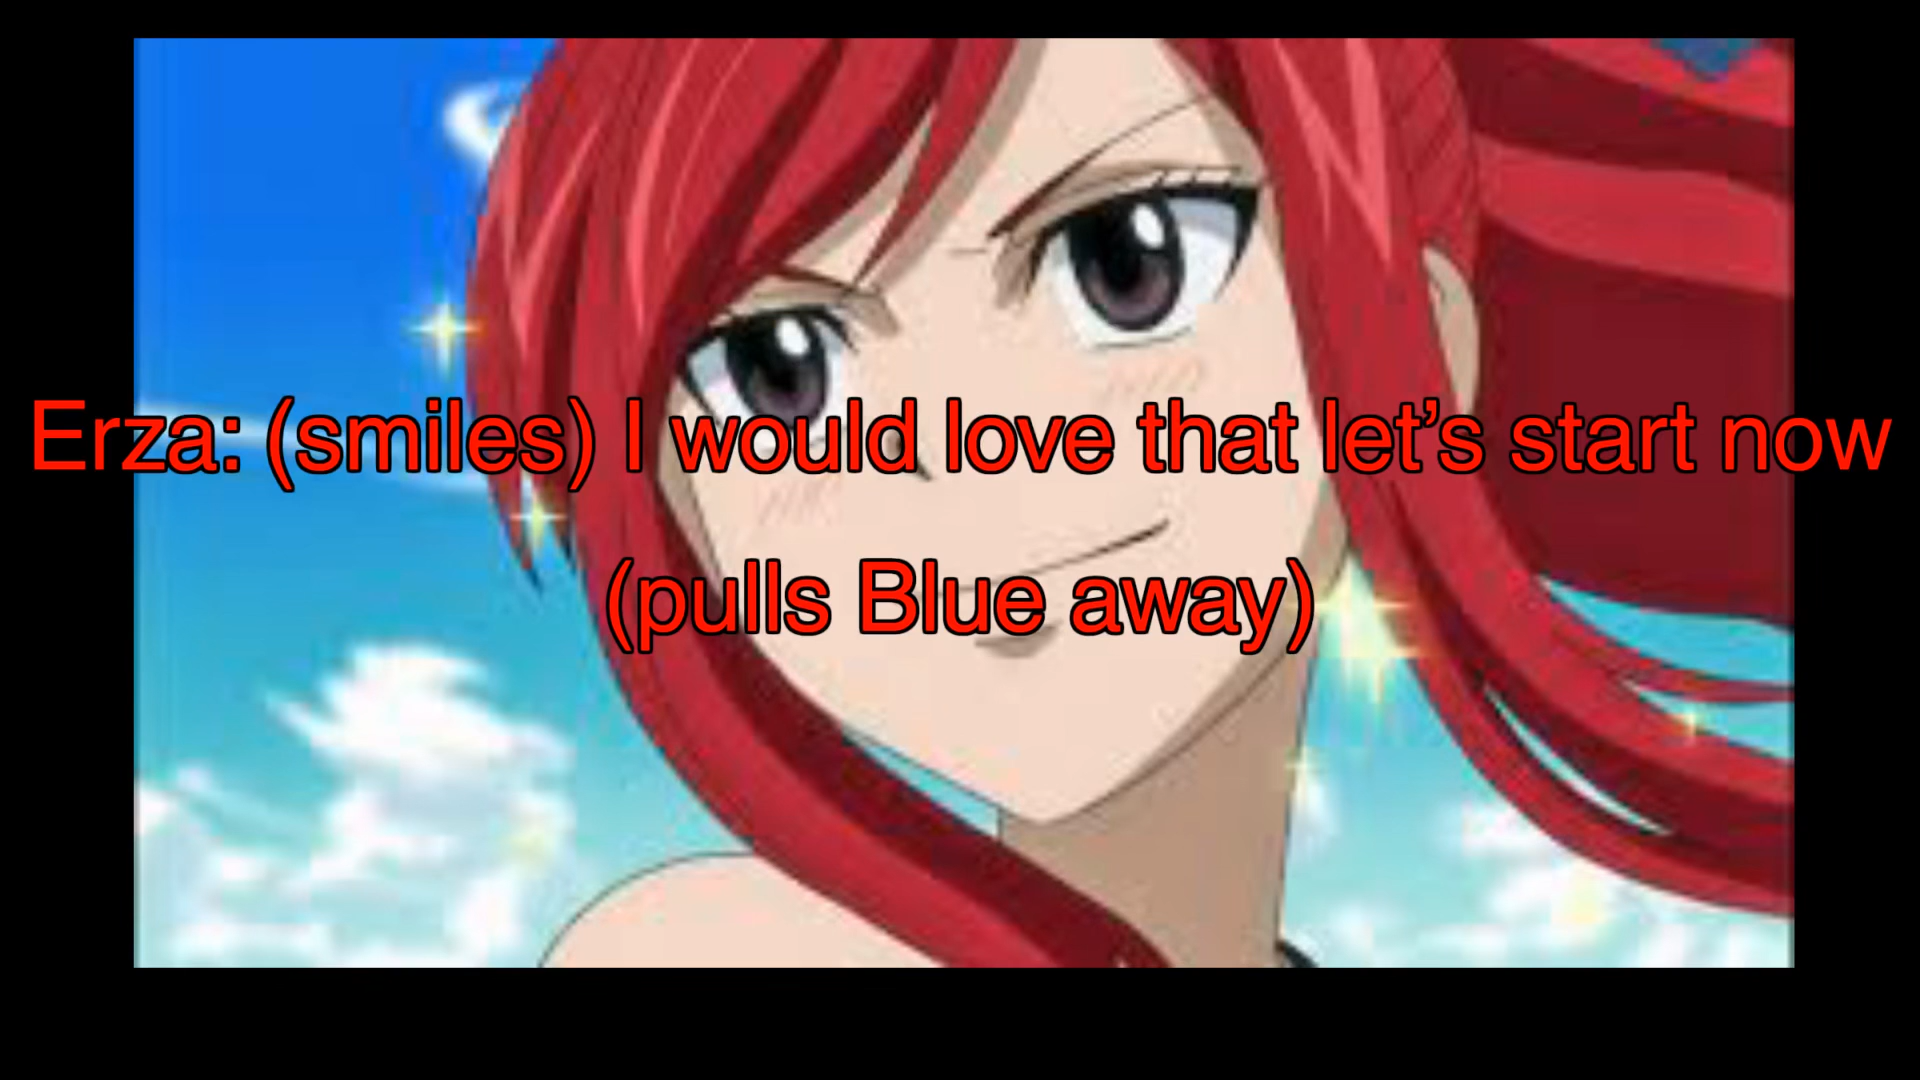 Erza: (smiles) I would love that let’s start now
(pulls Blue away)